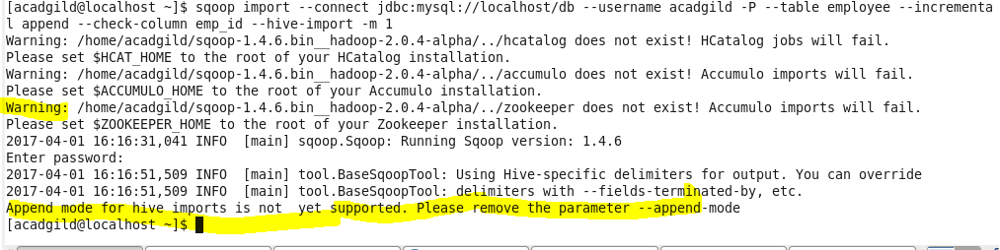 [acadgild@localhost ~]$ sqoop import --connect jdbc:mysql://localhost/db --username acadgild -P --table employee --incrementa
l append --check-column emp_id --hive-import -m 1
Warning: /home/acadgild/sqoop-1.4.6.bin__hadoop-2.0.4-alpha/../hcatalog does not exist! HCatalog jobs will fail.
Please set $HCAT_HOME to the root of your HCatalog installation.
Warning: /home/acadgild/sqoop-1.4.6.bin__hadoop-2.0.4-alpha/../accumulo does not exist! Accumulo imports will fail.
Please set $ACCUMULO_HOME to the root of your Accumulo installation.
Warning: /home/acadgild/sqoop-1.4.6.bin__hadoop-2.0.4-alpha/../zookeeper does not exist! Accumulo imports will fail.
Please set $ZOOKEEPER_HOME to the root of your Zookeeper installation.
2017-04-01 16:16:31,041 INFO  [main] sqoop.Sqoop: Running Sqoop version: 1.4.6
Enter password:
2017-04-01 16:16:51,509 INFO  [main] tool.BaseSqoopTool: Using Hive-specific delimiters for output. You can override
2017-04-01 16:16:51,509 INFO  [main] tool.BaseSqoopTool: delimiters with --fields-terminated-by, etc.
Append mode for hive imports is not  yet supported. Please remove the parameter --append-mode
[acadgild@localhost ~]$